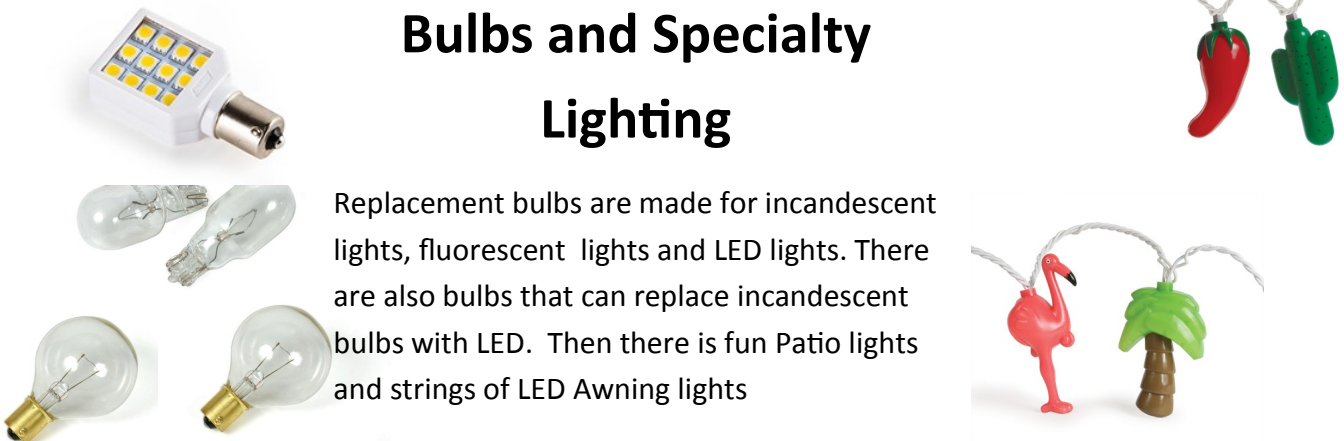 Bulbs and Specialty
Lighting
Replacement bulbs are made for incandescent
lights, fluorescent  lights and LED lights. There
are also bulbs that can replace incandescent
bulbs with LED.  Then there is fun Patio lights
and strings of LED Awning lights